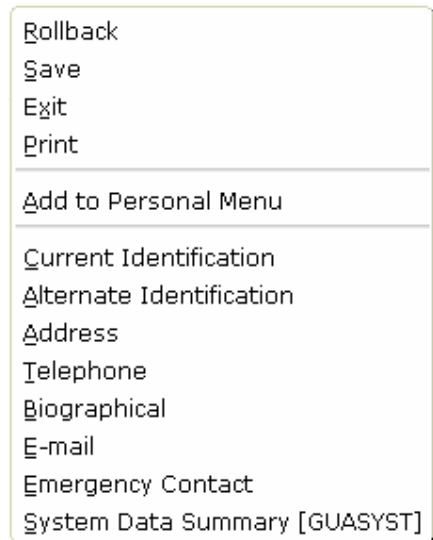 Rollback
Save
Exit
Print
Add to Personal Menu
Current Identification
Alternate Identification
Address
Telephone
Biographical
E-mail
Emergency Contact
System Data Summary [GUASYST]